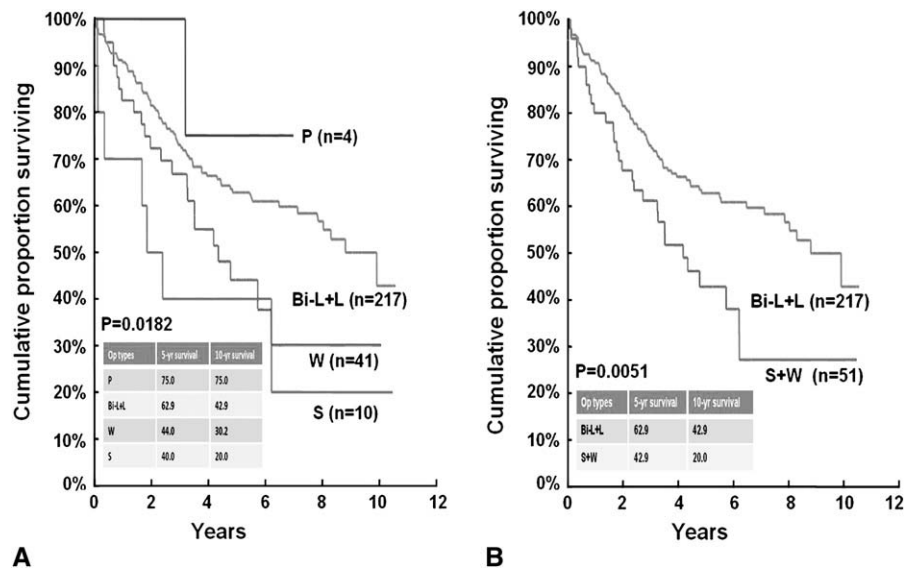 100%
90%
80%
70%
60%
50%
40%
30%
20%
10%
0%
Cumulative proportion surviving
P (n=4)
Bi-L+L (n=217)
W (n=41)
S (n=10)
P=0.0182
Op types 5-yr survival 10-yr survival
P 75.0 75.0
Bi-L+L 62.9 42.9
W 44.0 30.2
S 40.0 20.0
0 2 4 6 8 10 12
Years
A
100%
90%
80%
70%
60%
50%
40%
30%
20%
10%
0%
Cumulative proportion surviving
Bi-L+L (n=217)
S+W (n=51)
P=0.0051
Op types 5-yr survival 10-yr survival
Bi-L+L 62.9 42.9
S+W 42.9 20.0
0 2 4 6 8 10 12
Years
B